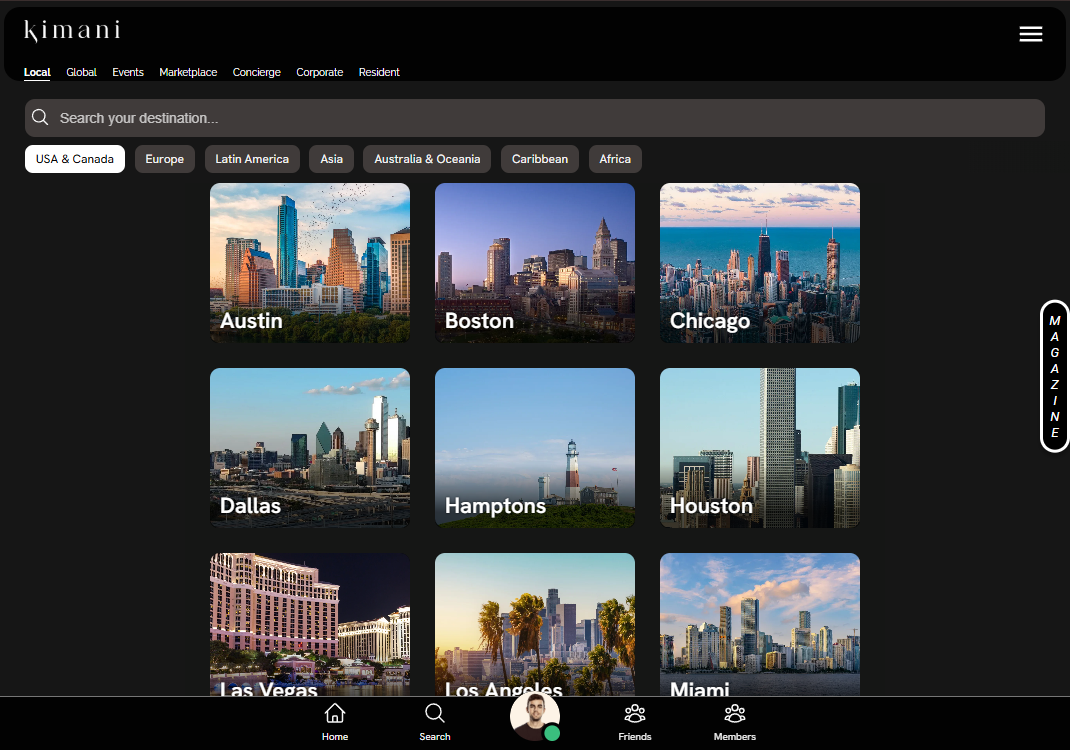 kimani
Local Global Events Marketplace Concierge Corporate Resident
Search your destination...
USA & Canada Europe Latin America Asia Australia & Oceania Caribbean Africa
Austin Boston Chicago
MAGAZINE
Dallas Hamptons Houston
Las Vegas Los Angeles Miami
Home Search Friends Members